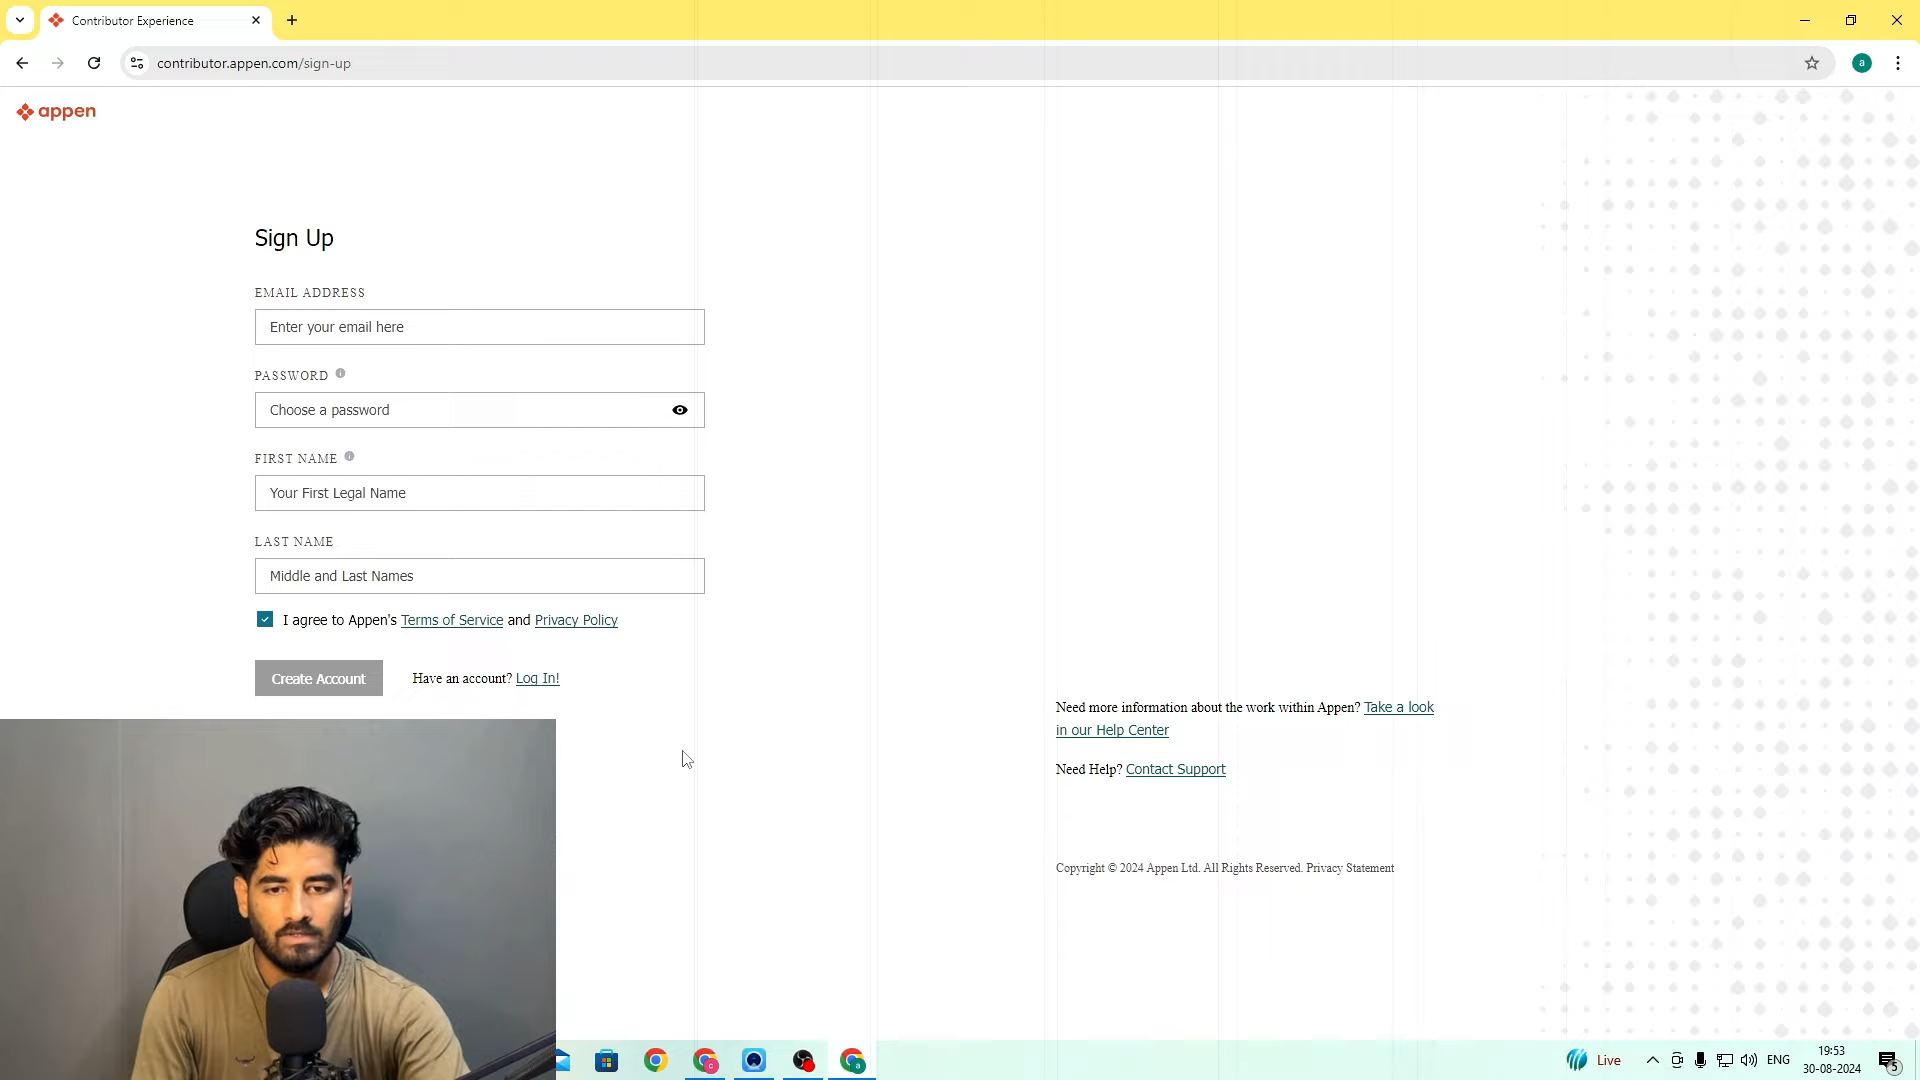 Contributor Experience
contributor.appen.com/sign-up
a
appen
Sign Up
EMAIL ADDRESS
Enter your email here
PASSWORD
Choose a password
FIRST NAME
Your First Legal Name
LAST NAME
Middle and Last Names
I agree to Appen's Terms of Service and Privacy Policy
Create Account
Have an account? Log In!
Need more information about the work within Appen? Take a look
in our Help Center
Need Help? Contact Support
Copyright © 2024 Appen Ltd. All Rights Reserved. Privacy Statement
c
a
Live
ENG
19:53
30-08-2024
5